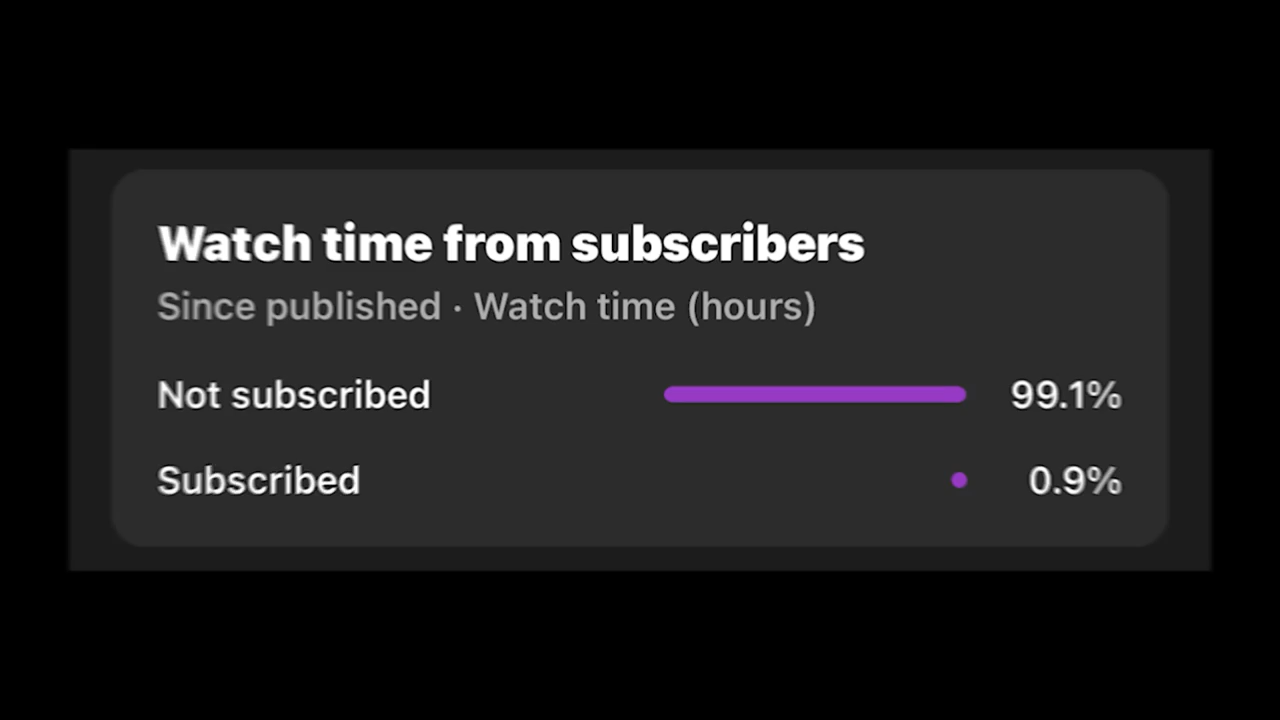 Watch time from subscribers
Since published · Watch time (hours)
Not subscribed 99.1%
Subscribed 0.9%